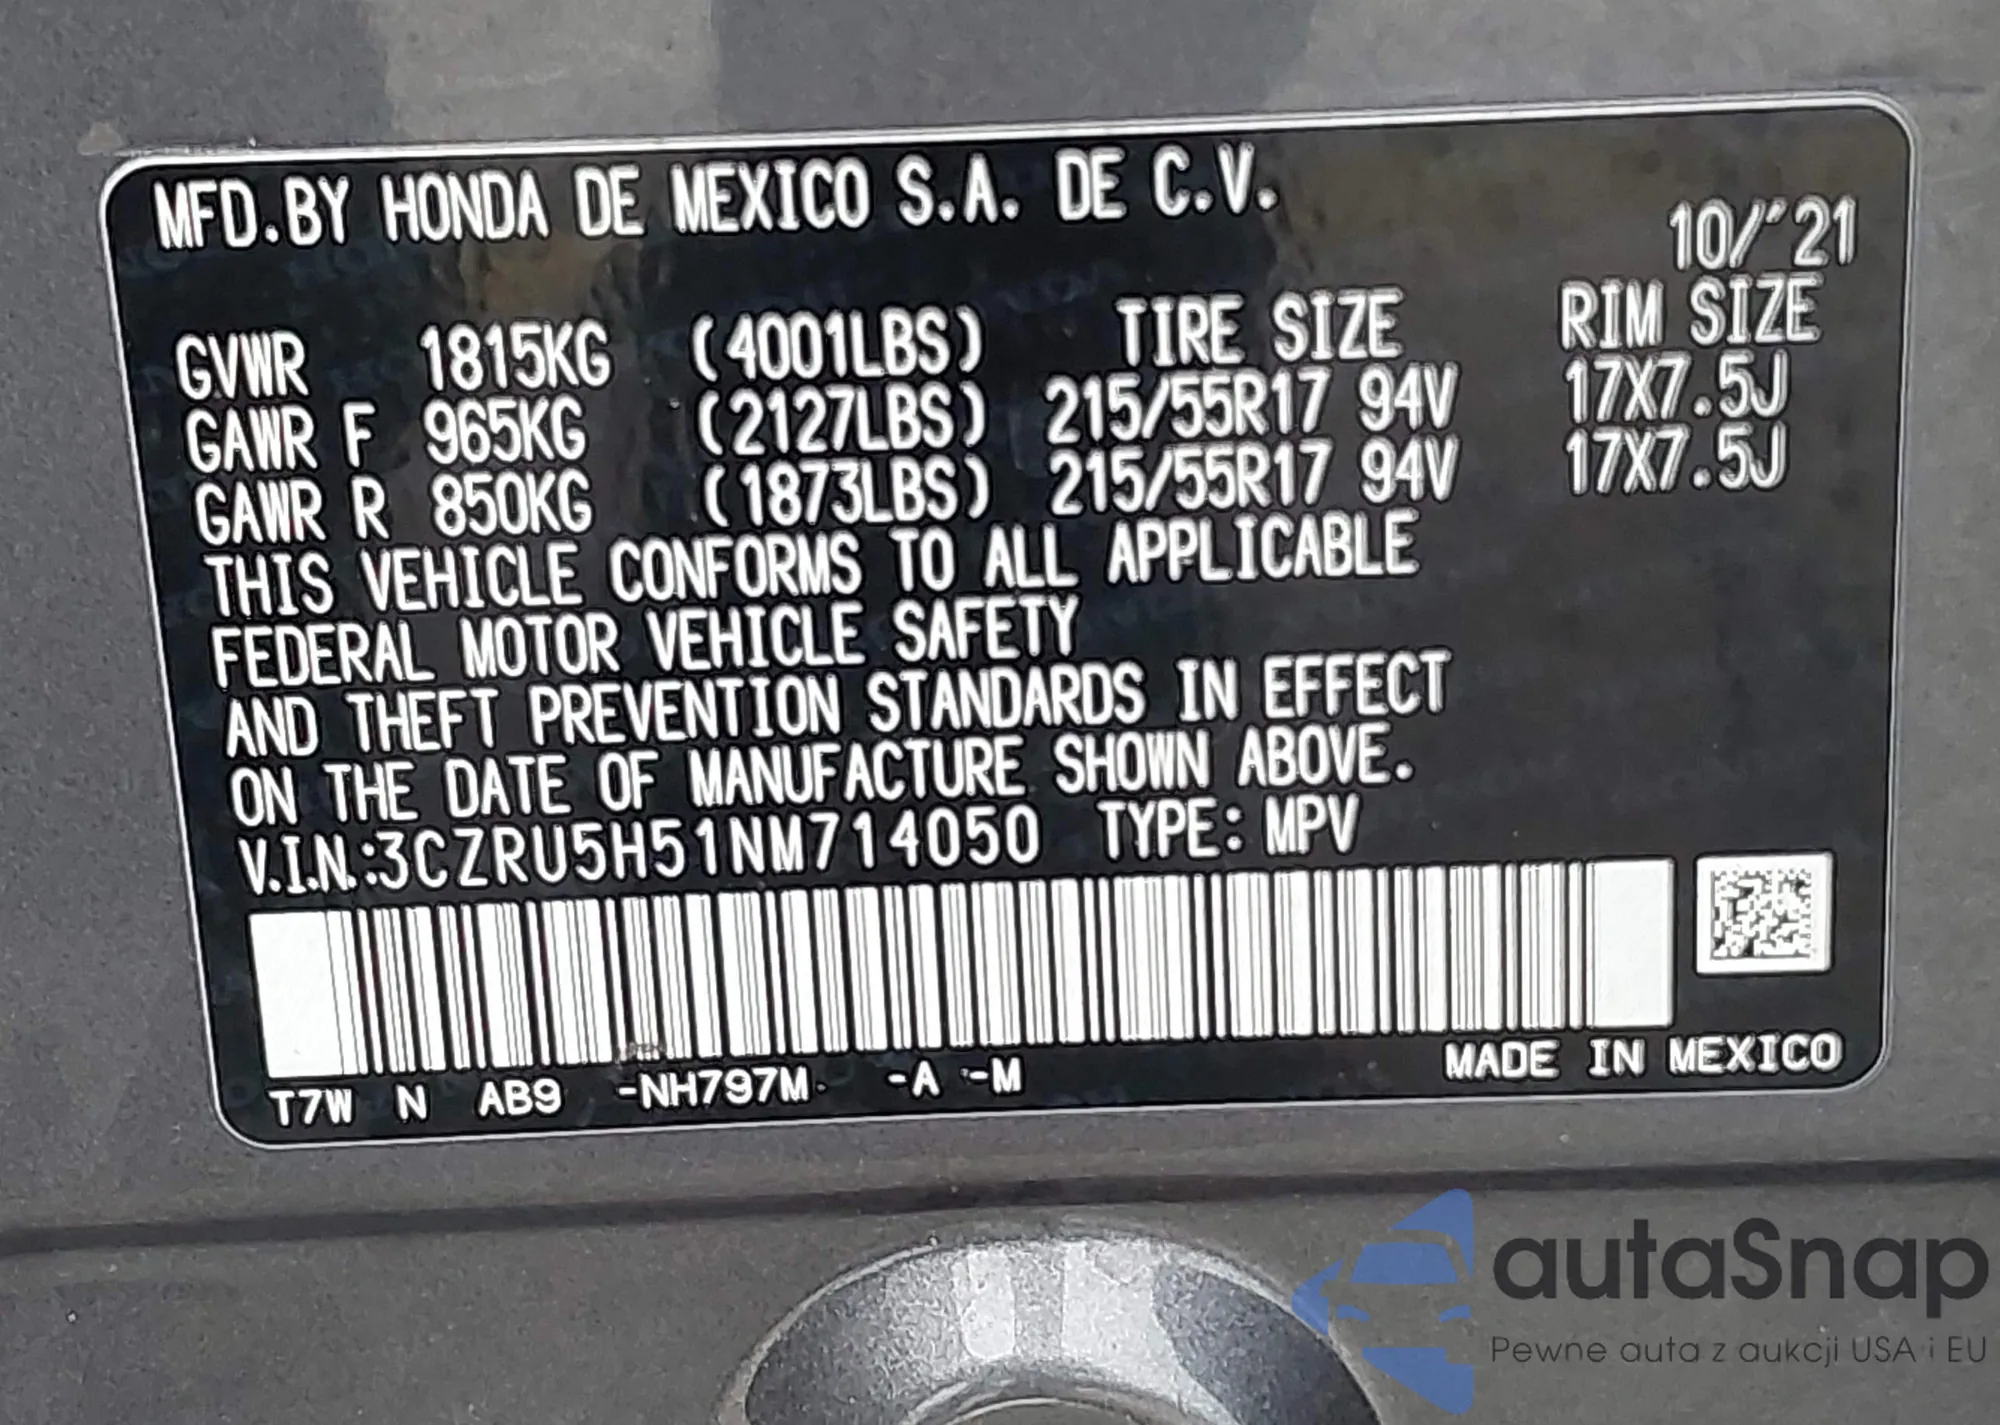 MFD.BY HONDA DE MEXICO S.A. DE C.V.
10/'21
GVWR 1815KG (4001LBS) TIRE SIZE RIM SIZE
GAWR F 965KG (2127LBS) 215/55R17 94V 17X7.5J
GAWR R 850KG (1873LBS) 215/55R17 94V 17X7.5J
THIS VEHICLE CONFORMS TO ALL APPLICABLE
FEDERAL MOTOR VEHICLE SAFETY
AND THEFT PREVENTION STANDARDS IN EFFECT
ON THE DATE OF MANUFACTURE SHOWN ABOVE.
V.I.N.:3CZRU5H51NM714050 TYPE: MPV
T7W N AB9 -NH797M- -A -M MADE IN MEXICO
autaSnap
Pewne auta z aukcji USA i EU